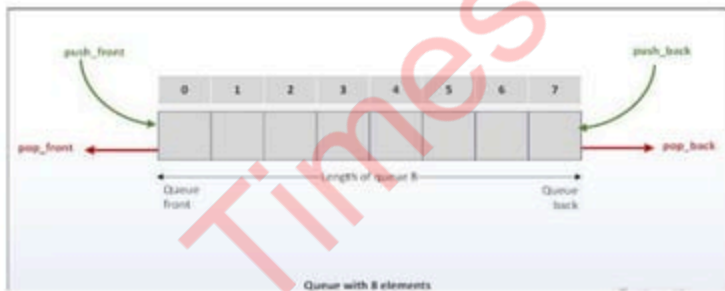 push_front
push_back
0 1 2 3 4 5 6 7
pop_front
pop_back
Length of queue 8
Queue
front
Queue
back
Queue with 8 elements
Times